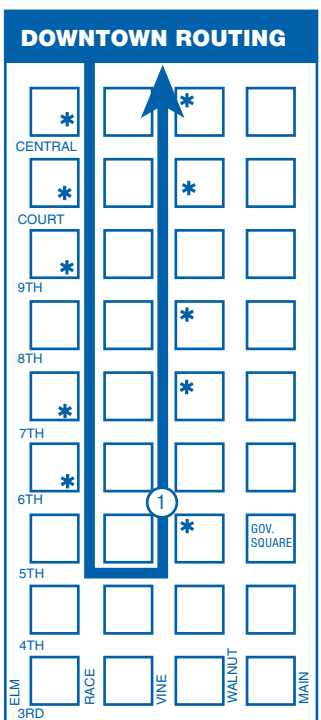 DOWNTOWN ROUTING
*
*
CENTRAL
*
*
COURT
*
9TH
*
8TH
*
*
7TH
*
6TH
1
*
GOV.
SQUARE
5TH
4TH
ELM
RACE
VINE
WALNUT
MAIN
3RD